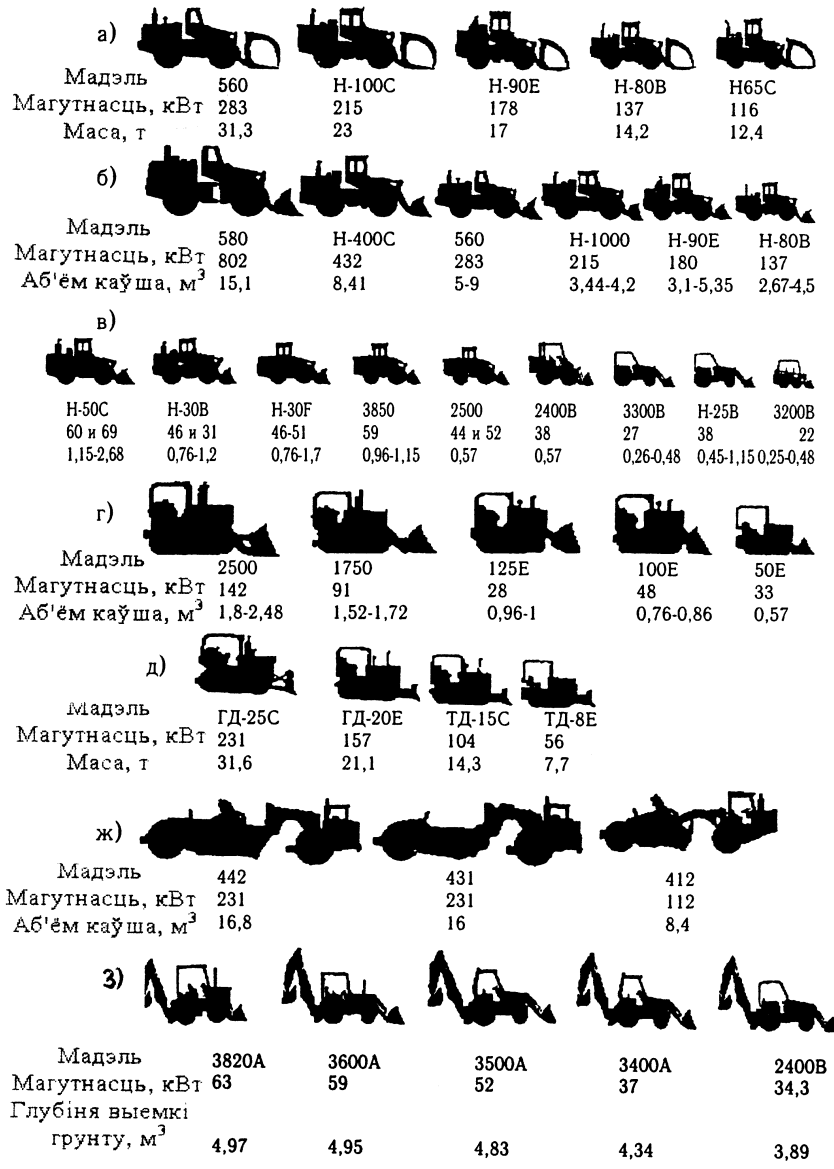 а)
Мадэль 560 Н-100С Н-90Е Н-80В Н65С
Магутнасць, кВт 283 215 178 137 116
Маса, т 31,3 23 17 14,2 12,4
б)
Мадэль 580 Н-400С 560 Н-1000 Н-90Е Н-80В
Магутнасць, кВт 802 432 283 215 180 137
Аб'ём каўша, м³ 15,1 8,41 5-9 3,44-4,2 3,1-5,35 2,67-4,5
в)
Н-50С Н-30В Н-30F 3850 2500 2400В 3300В Н-25В 3200В
60 и 69 46 и 31 46-51 59 44 и 52 38 27 38 22
1,15-2,68 0,76-1,2 0,76-1,7 0,96-1,15 0,57 0,57 0,26-0,48 0,45-1,15 0,25-0,48
г)
Мадэль 2500 1750 125Е 100Е 50Е
Магутнасць, кВт 142 91 28 48 33
Аб'ём каўша, м³ 1,8-2,48 1,52-1,72 0,96-1 0,76-0,86 0,57
д)
Мадэль ГД-25С ГД-20Е ТД-15С ТД-8Е
Магутнасць, кВт 231 157 104 56
Маса, т 31,6 21,1 14,3 7,7
ж)
Мадэль 442 431 412
Магутнасць, кВт 231 231 112
Аб'ём каўша, м³ 16,8 16 8,4
З)
Мадэль 3820А 3600А 3500А 3400А 2400В
Магутнасць, кВт 63 59 52 37 34,3
Глубіня выемкі
грунту, м³ 4,97 4,95 4,83 4,34 3,89